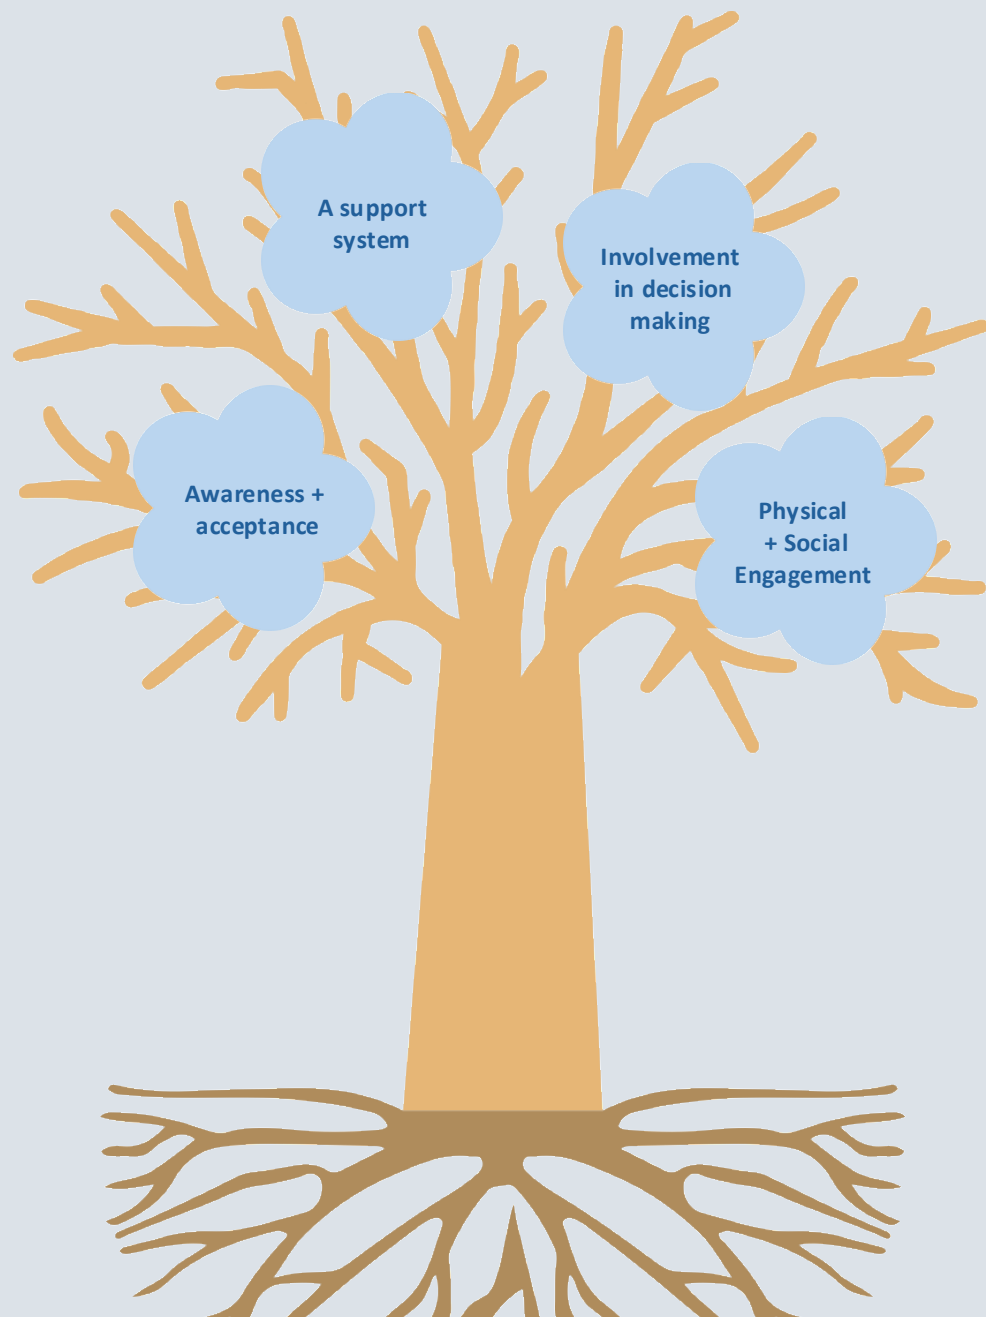 A support
system
Involvement
in decision
making
Awareness +
acceptance
Physical
+ Social
Engagement